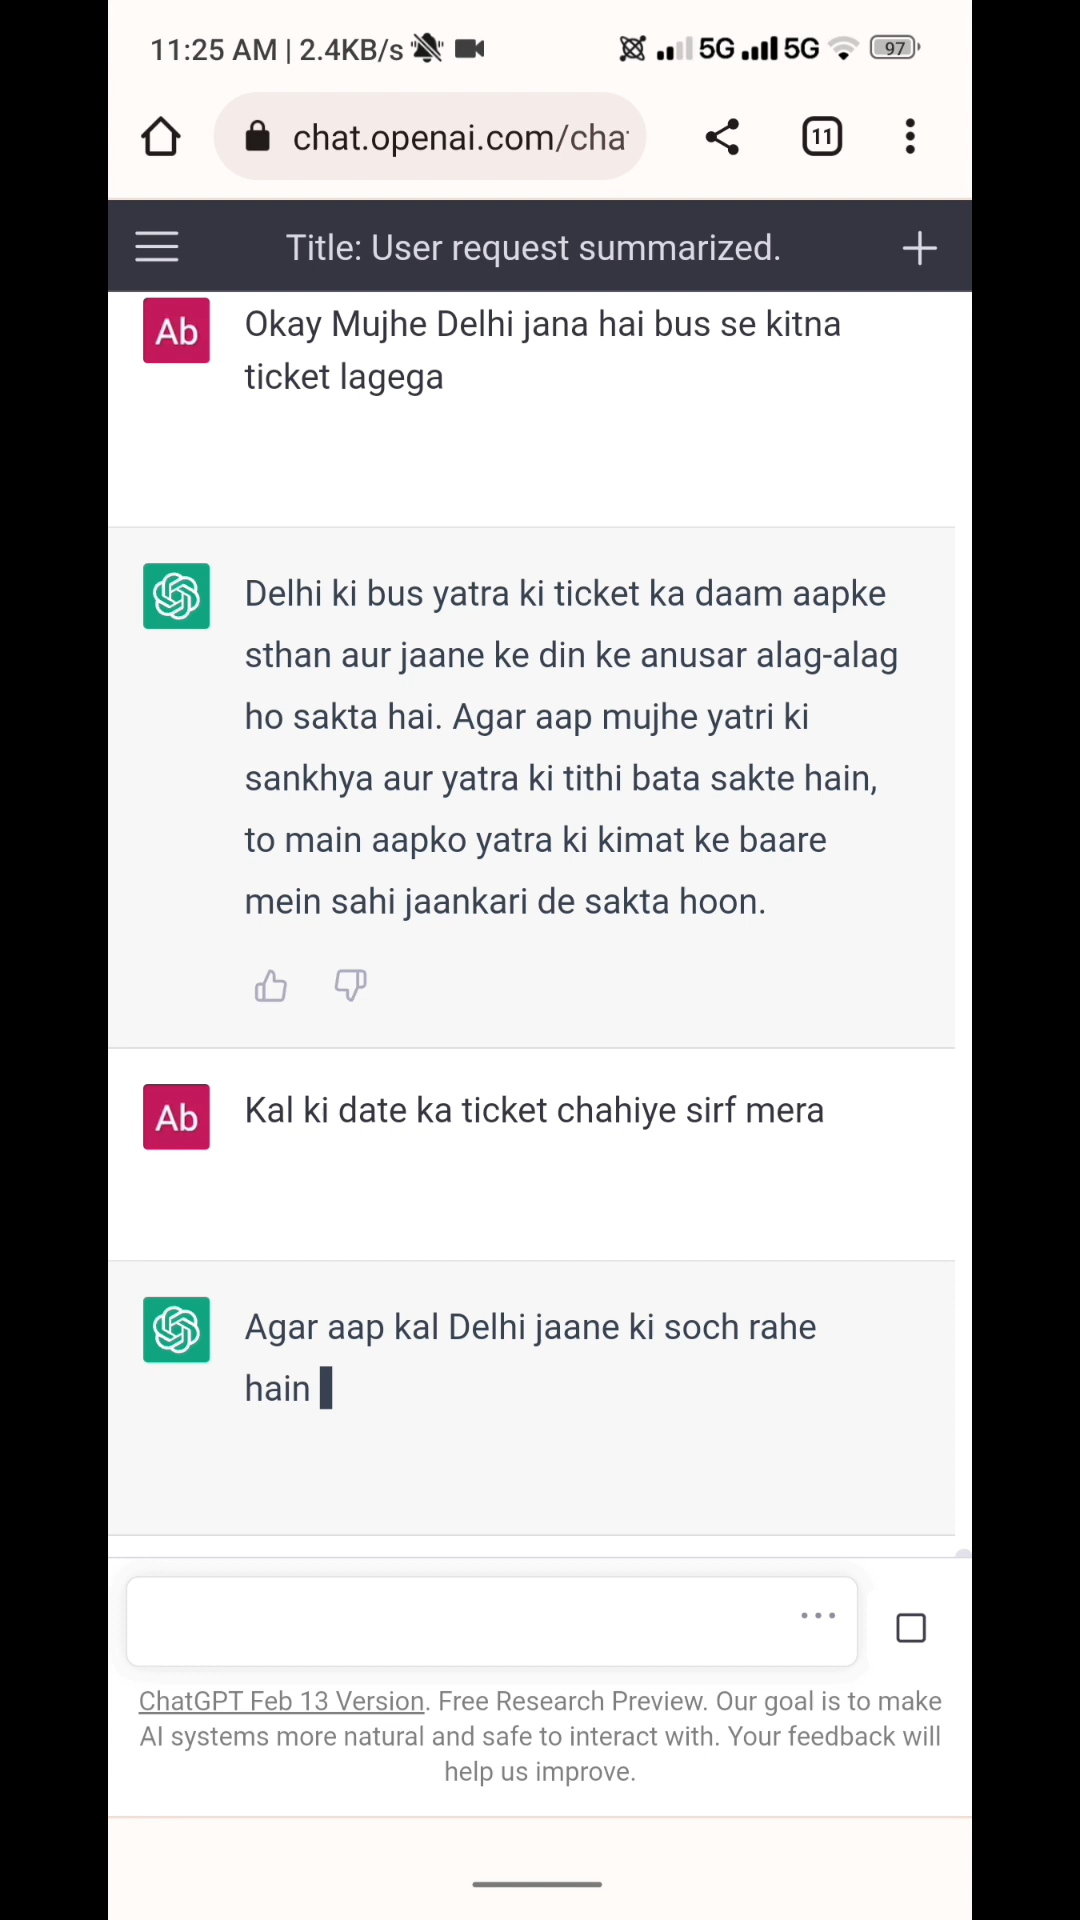 11:25 AM | 2.4KB/s 5G 5G 97
chat.openai.com/cha
11
Title: User request summarized.
Ab
Okay Mujhe Delhi jana hai bus se kitna
ticket lagega
Delhi ki bus yatra ki ticket ka daam aapke
sthan aur jaane ke din ke anusar alag-alag
ho sakta hai. Agar aap mujhe yatri ki
sankhya aur yatra ki tithi bata sakte hain,
to main aapko yatra ki kimat ke baare
mein sahi jaankari de sakta hoon.
Ab
Kal ki date ka ticket chahiye sirf mera
Agar aap kal Delhi jaane ki soch rahe
hain
ChatGPT Feb 13 Version. Free Research Preview. Our goal is to make
AI systems more natural and safe to interact with. Your feedback will
help us improve.